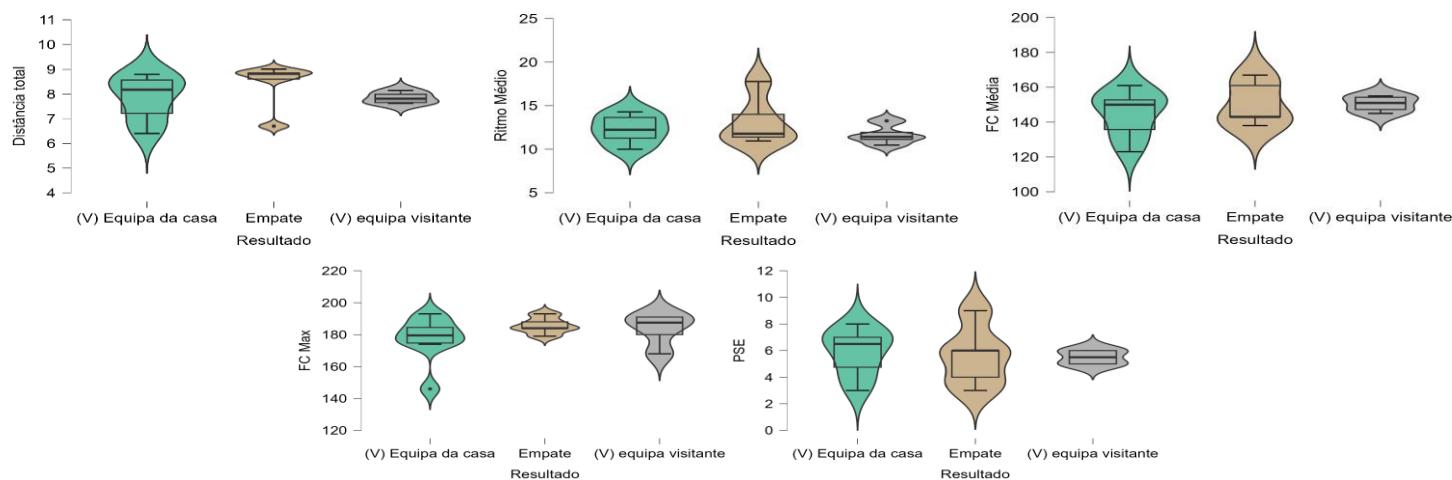 Distância total
11
10
9
8
7
6
5
4
(V) Equipa da casa
Empate
(V) equipa visitante
Resultado
Ritmo Médio
25
20
15
10
5
(V) Equipa da casa
Empate
(V) equipa visitante
Resultado
FC Média
200
180
160
140
120
100
(V) Equipa da casa
Empate
(V) equipa visitante
Resultado
FC Max
220
200
180
160
140
120
(V) Equipa da casa
Empate
(V) equipa visitante
Resultado
PSE
12
10
8
6
4
2
0
(V) Equipa da casa
Empate
(V) equipa visitante
Resultado